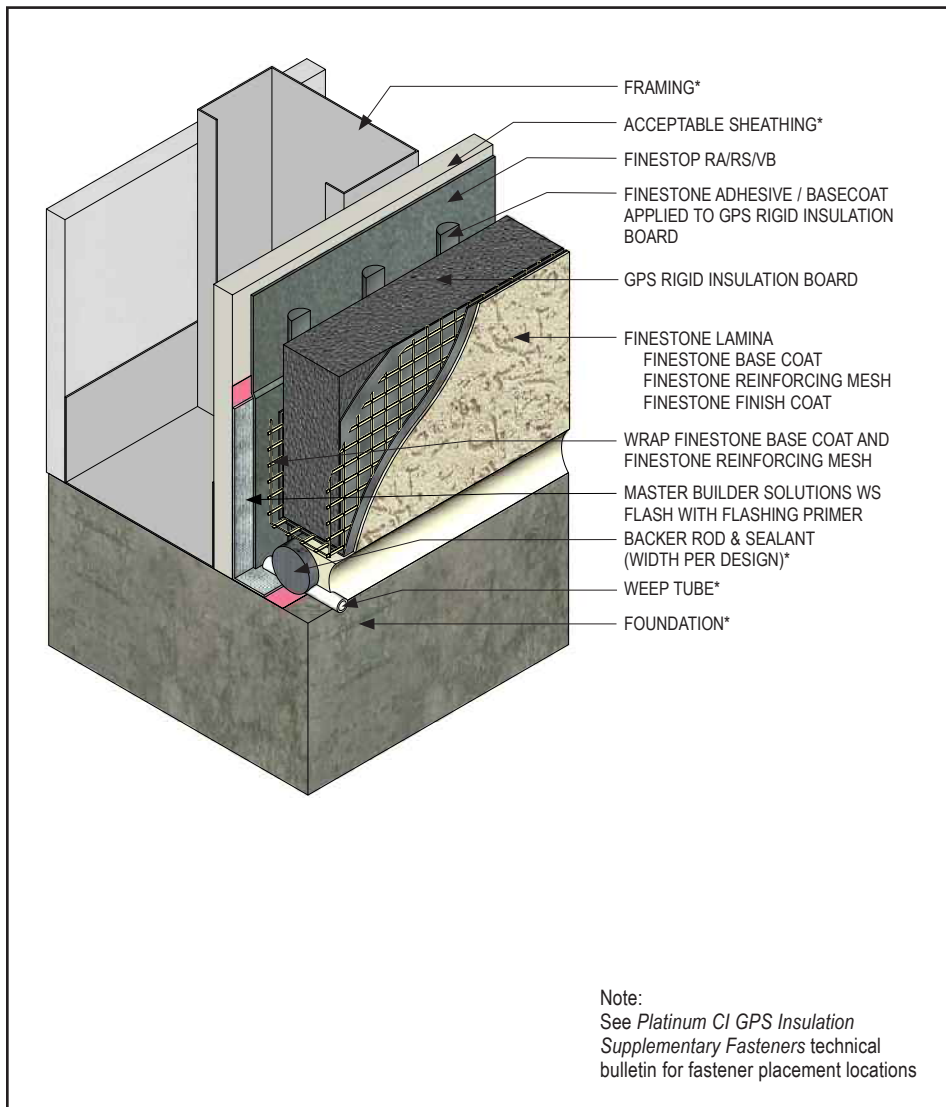 FRAMING*
ACCEPTABLE SHEATHING*
FINESTOP RA/RS/VB
FINESTONE ADHESIVE / BASECOAT
APPLIED TO GPS RIGID INSULATION
BOARD
GPS RIGID INSULATION BOARD
FINESTONE LAMINA
FINESTONE BASE COAT
FINESTONE REINFORCING MESH
FINESTONE FINISH COAT
WRAP FINESTONE BASE COAT AND
FINESTONE REINFORCING MESH
MASTER BUILDER SOLUTIONS WS
FLASH WITH FLASHING PRIMER
BACKER ROD & SEALANT
(WIDTH PER DESIGN)*
WEEP TUBE*
FOUNDATION*
Note:
See Platinum CI GPS Insulation
Supplementary Fasteners technical
bulletin for fastener placement locations